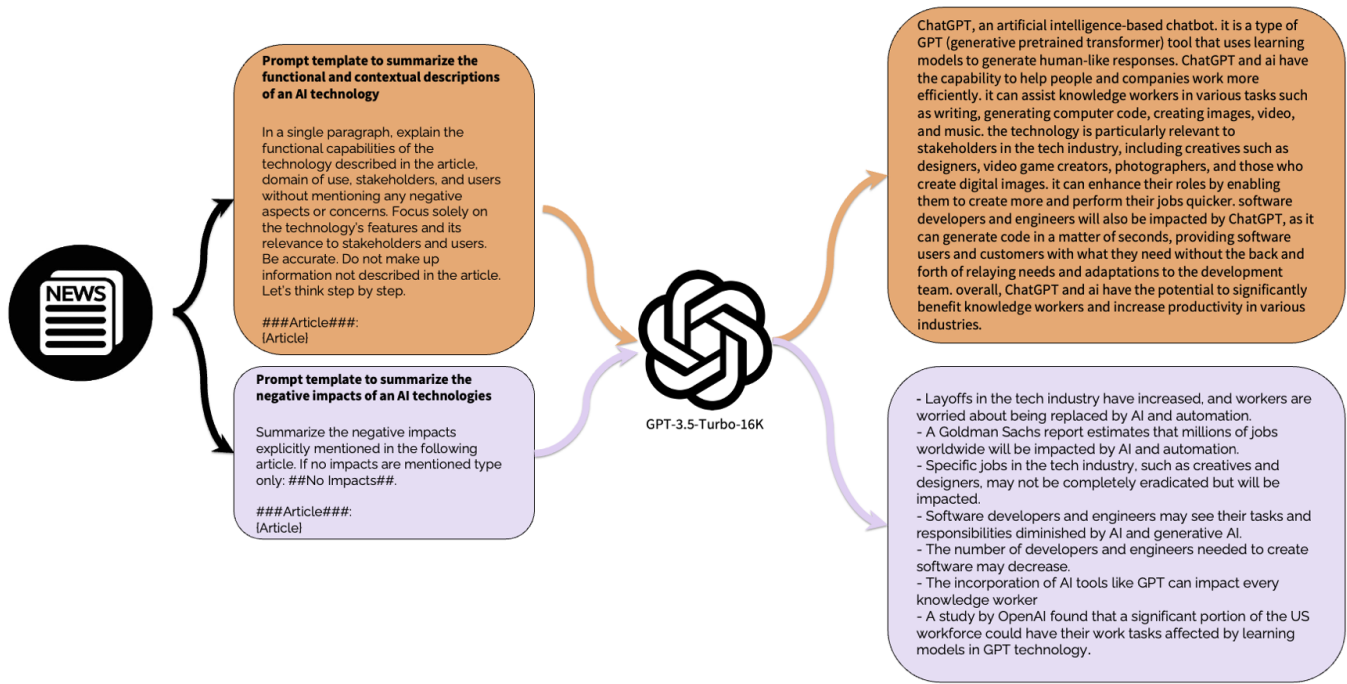 NEWS
Prompt template to summarize the
functional and contextual descriptions
of an AI technology
In a single paragraph, explain the
functional capabilities of the
technology described in the article,
domain of use, stakeholders, and users
without mentioning any negative
aspects or concerns. Focus solely on
the technology's features and its
relevance to stakeholders and users.
Be accurate. Do not make up
information not described in the article.
Let's think step by step.
###Article###:
{Article}
Prompt template to summarize the
negative impacts of an AI technologies
Summarize the negative impacts
explicitly mentioned in the following
article. If no impacts are mentioned type
only: ##No Impacts##.
###Article###:
{Article}
GPT-3.5-Turbo-16K
ChatGPT, an artificial intelligence-based chatbot. it is a type of
GPT (generative pretrained transformer) tool that uses learning
models to generate human-like responses. ChatGPT and ai have
the capability to help people and companies work more
efficiently. it can assist knowledge workers in various tasks such
as writing, generating computer code, creating images, video,
and music. the technology is particularly relevant to
stakeholders in the tech industry, including creatives such as
designers, video game creators, photographers, and those who
create digital images. it can enhance their roles by enabling
them to create more and perform their jobs quicker. software
developers and engineers will also be impacted by ChatGPT, as it
can generate code in a matter of seconds, providing software
users and customers with what they need without the back and
forth of relaying needs and adaptations to the development
team. overall, ChatGPT and ai have the potential to significantly
benefit knowledge workers and increase productivity in various
industries.
- Layoffs in the tech industry have increased, and workers are
worried about being replaced by AI and automation.
- A Goldman Sachs report estimates that millions of jobs
worldwide will be impacted by AI and automation.
- Specific jobs in the tech industry, such as creatives and
designers, may not be completely eradicated but will be
impacted.
- Software developers and engineers may see their tasks and
responsibilities diminished by AI and generative AI.
- The number of developers and engineers needed to create
software may decrease.
- The incorporation of AI tools like GPT can impact every
knowledge worker
- A study by OpenAI found that a significant portion of the US
workforce could have their work tasks affected by learning
models in GPT technology.